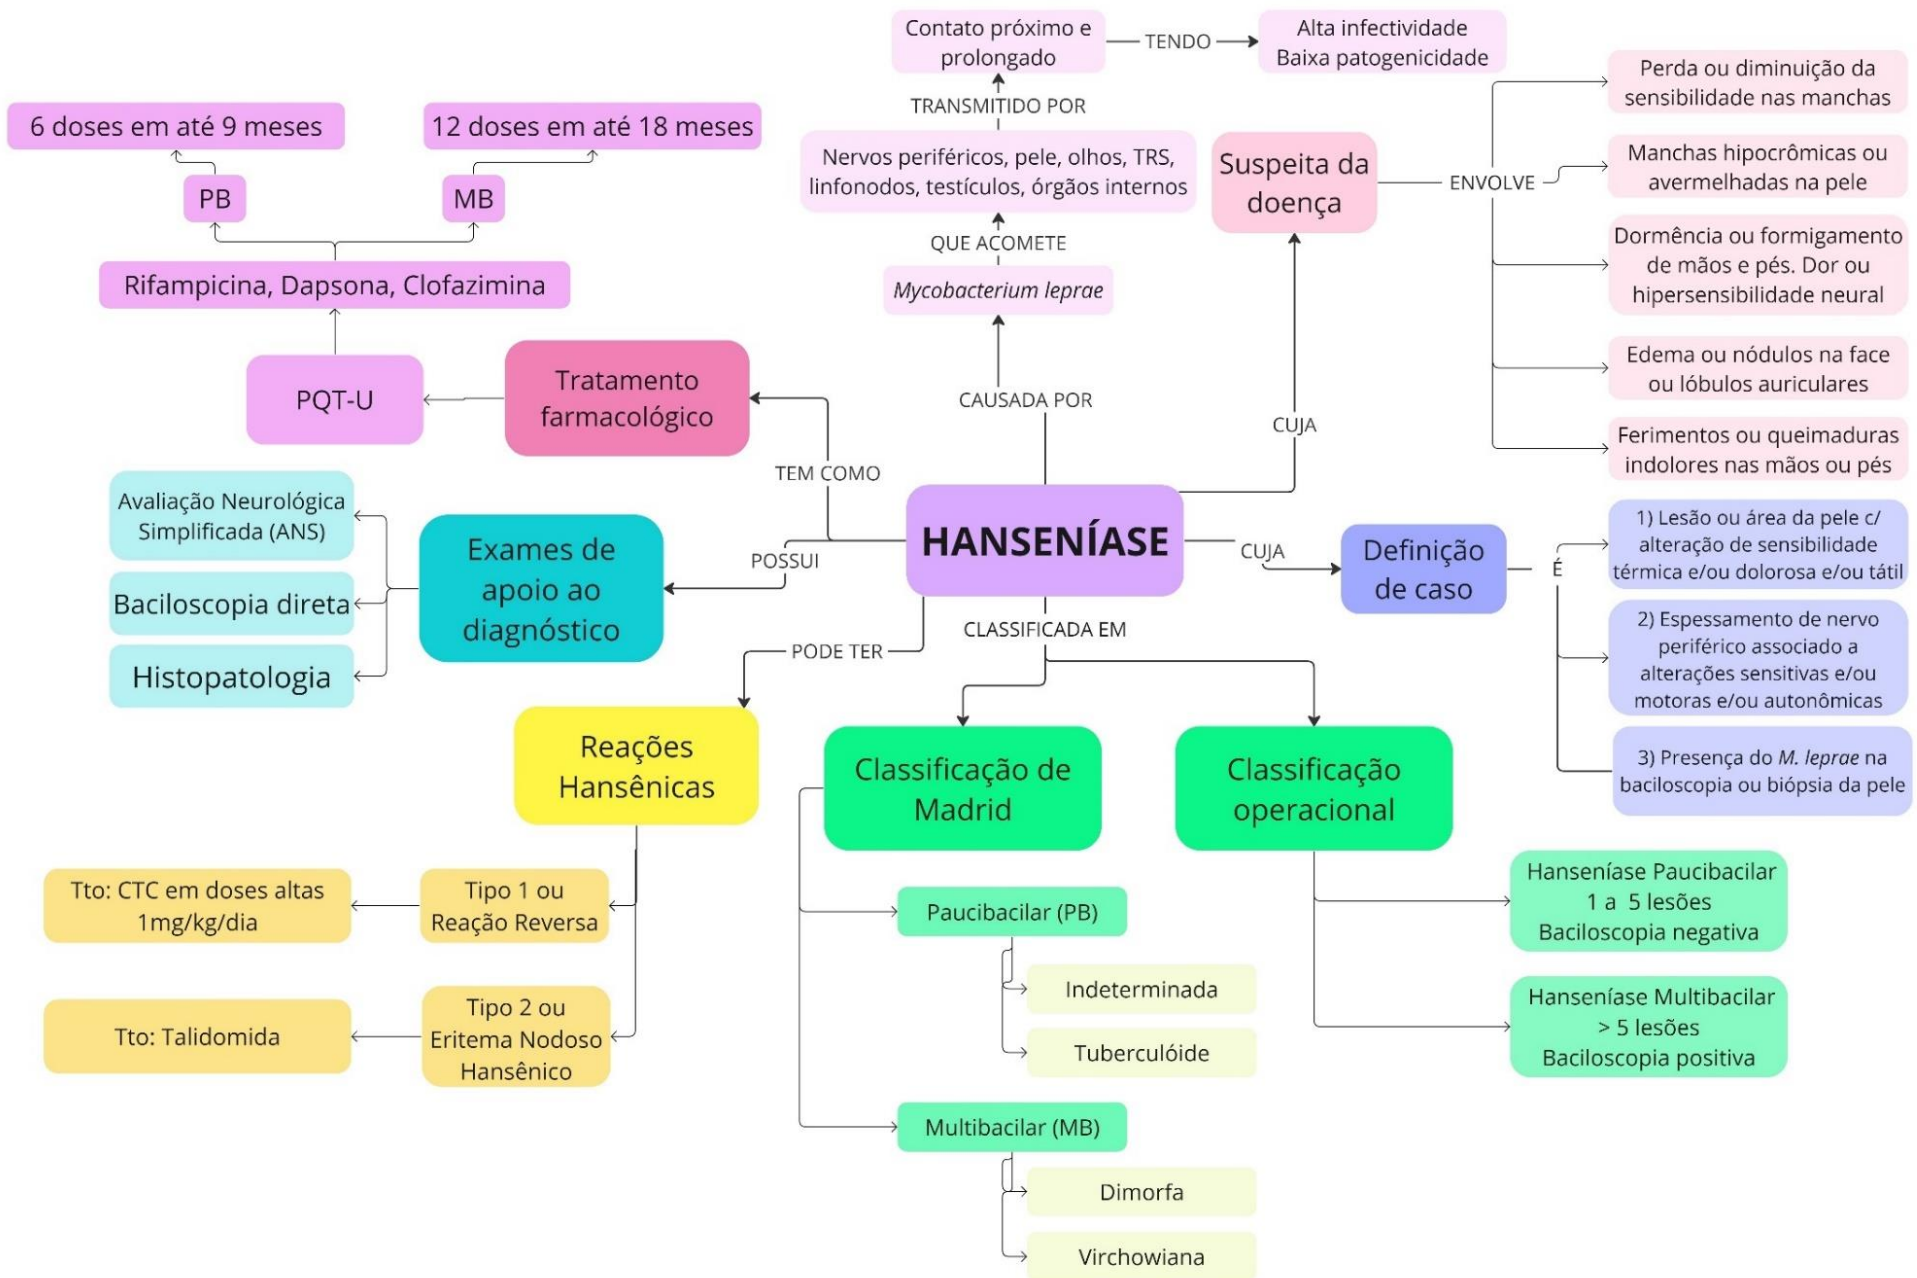 Contato próximo e
prolongado
TENDO
Alta infectividade
Baixa patogenicidade
TRANSMITIDO POR
Nervos periféricos, pele, olhos, TRS,
linfonodos, testículos, órgãos internos
QUE ACOMETE
Mycobacterium leprae
CAUSADA POR
6 doses em até 9 meses
12 doses em até 18 meses
PB
MB
Rifampicina, Dapsona, Clofazimina
PQT-U
Tratamento
farmacológico
TEM COMO
Suspeita da
doença
CUJA
ENVOLVE
Perda ou diminuição da
sensibilidade nas manchas
Manchas hipocrômicas ou
avermelhadas na pele
Dormência ou formigamento
de mãos e pés. Dor ou
hipersensibilidade neural
Edema ou nódulos na face
ou lóbulos auriculares
Ferimentos ou queimaduras
indolores nas mãos ou pés
HANSENÍASE
CUJA
Definição
de caso
É
1) Lesão ou área da pele c/
alteração de sensibilidade
térmica e/ou dolorosa e/ou tátil
2) Espessamento de nervo
periférico associado a
alterações sensitivas e/ou
motoras e/ou autonômicas
3) Presença do M. leprae na
baciloscopia ou biópsia da pele
POSSUI
Exames de
apoio ao
diagnóstico
Avaliação Neurológica
Simplificada (ANS)
Baciloscopia direta
Histopatologia
PODE TER
Reações
Hansênicas
Tipo 1 ou
Reação Reversa
Tto: CTC em doses altas
1mg/kg/dia
Tipo 2 ou
Eritema Nodoso
Hansênico
Tto: Talidomida
CLASSIFICADA EM
Classificação de
Madrid
Paucibacilar (PB)
Indeterminada
Tuberculóide
Multibacilar (MB)
Dimorfa
Virchowiana
Classificação
operacional
Hanseníase Paucibacilar
1 a 5 lesões
Baciloscopia negativa
Hanseníase Multibacilar
> 5 lesões
Baciloscopia positiva